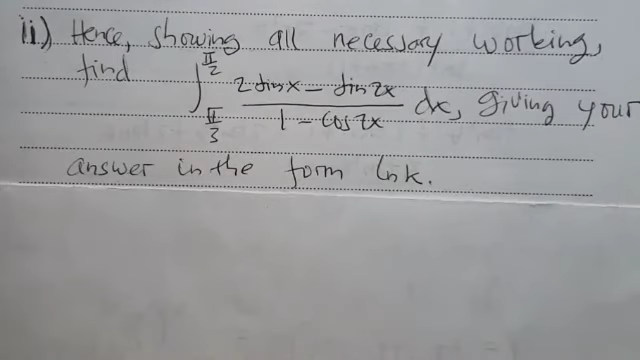 ii.) Hence, showing all necessary working,
find ∫_{π/3}^{π/2} (2 sin x − sin 2x)/(1 − cos 2x) dx, giving your
answer in the form ln k.